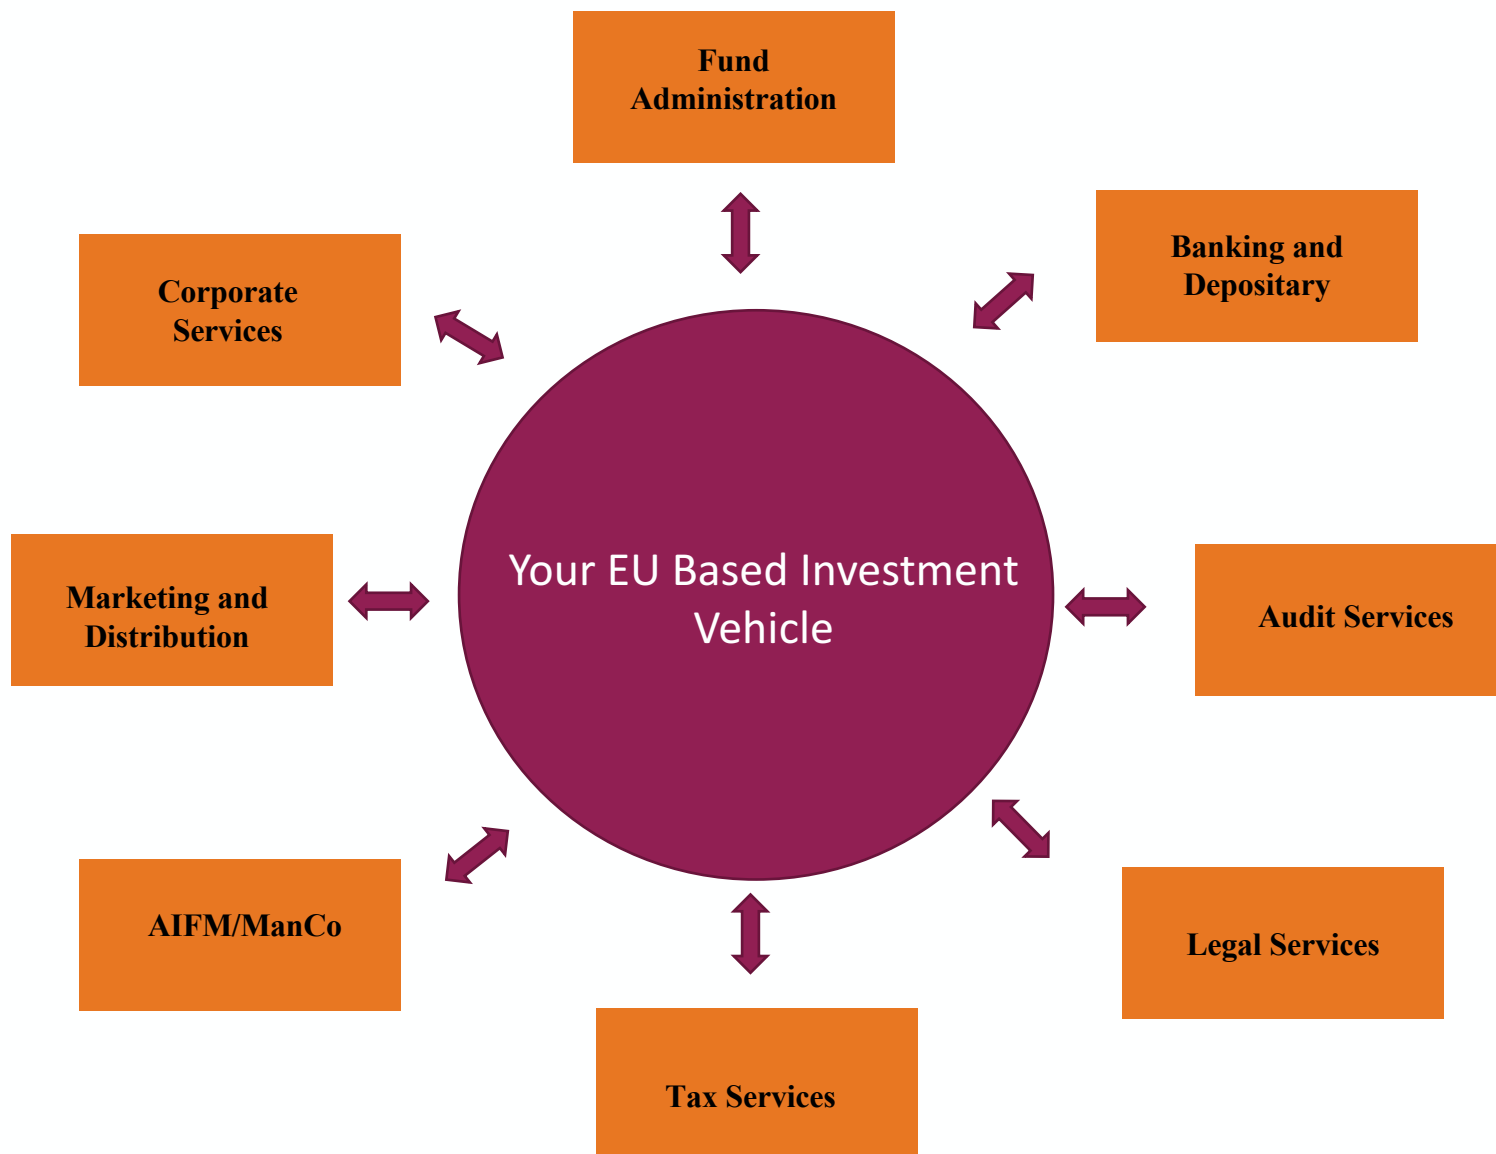 Fund
Administration
Banking and
Depositary
Corporate
Services
Your EU Based Investment
Vehicle
Marketing and
Distribution
Audit Services
AIFM/ManCo
Legal Services
Tax Services